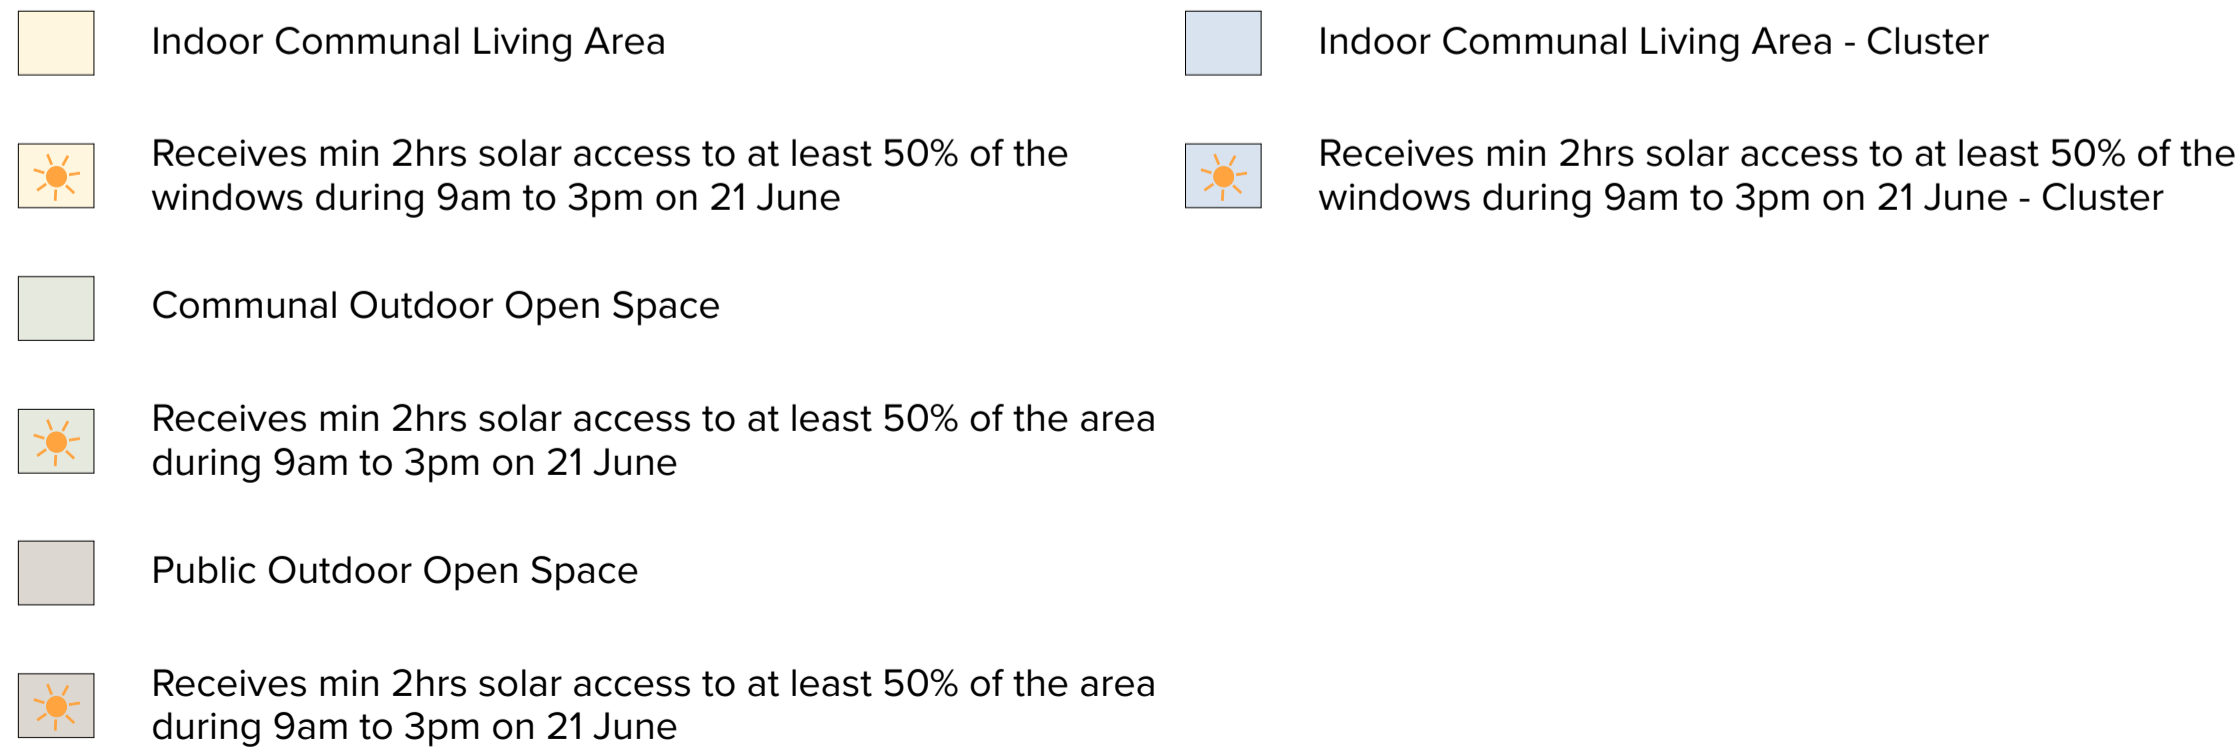 Indoor Communal Living Area
Receives min 2hrs solar access to at least 50% of the
windows during 9am to 3pm on 21 June
Communal Outdoor Open Space
Receives min 2hrs solar access to at least 50% of the area
during 9am to 3pm on 21 June
Public Outdoor Open Space
Receives min 2hrs solar access to at least 50% of the area
during 9am to 3pm on 21 June
Indoor Communal Living Area - Cluster
Receives min 2hrs solar access to at least 50% of the
windows during 9am to 3pm on 21 June - Cluster